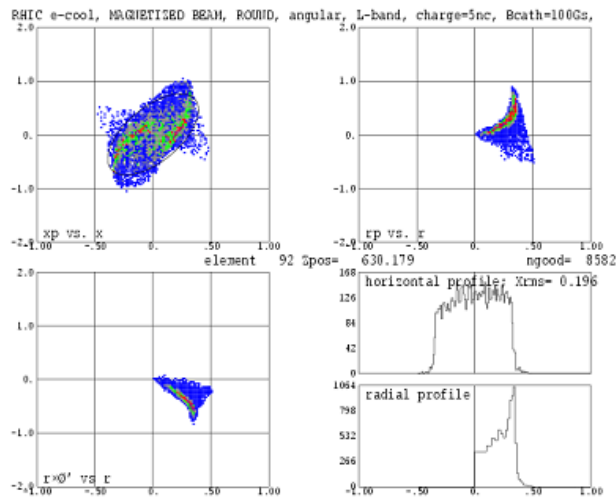 RHIC e-cool, MAGNETIZED BEAM, ROUND, angular, L-band, charge=5nc, Bcath=100Gs,
2.0 2.0
1.0 1.0
0. 0.
-1.0 -1.0
xp vs. x rp vs. r
-2.0 -1.00 -.50 0. .50 1.00 -2.0 -1.00 -.50 0. .50 1.00
element 92 Zpos= 630.179 ngood= 8582
2.0 168 horizontal profile; Xrms= 0.196
126
1.0 84
42
0
0. 1064 radial profile
798
-1.0 532
266
r*Ø' vs r
-2.0 -1.00 -.50 0. .50 1.00 0 -1.00 -.50 0. .50 1.00